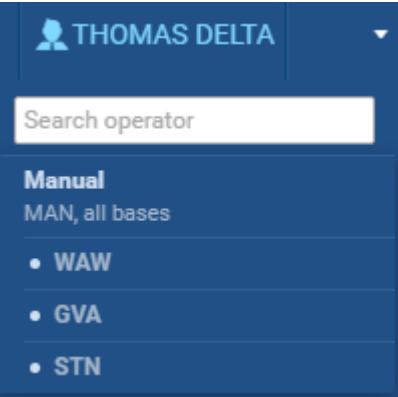 THOMAS DELTA
Search operator
Manual
MAN, all bases
WAW
GVA
STN